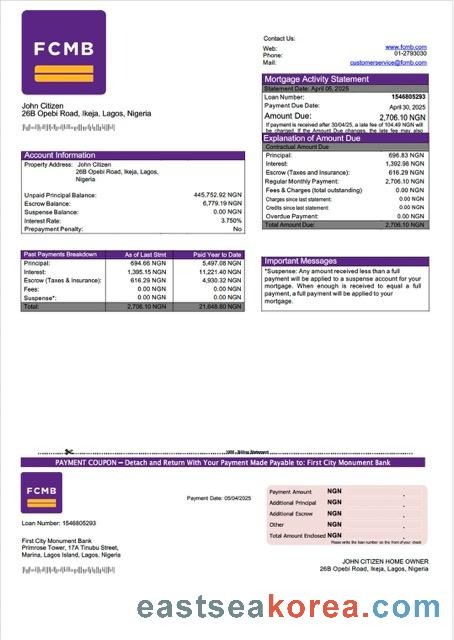 FCMB
Contact Us:
Web: www.fcmb.com
Phone: 01-2793030
Mail: customerservice@fcmb.com
John Citizen
26B Opebi Road, Ikeja, Lagos, Nigeria
Mortgage Activity Statement
Statement Date: April 05, 2025
Loan Number: 1546805293
Payment Due Date: April 30, 2025
Amount Due: 2,706.10 NGN
If payment is received after 30/04/25, a late fee of 104.49 NGN will
be charged. If the Amount Due changes, the late fee may also
Explanation of Amount Due
Contractual Amount Due
Principal: 696.83 NGN
Interest: 1,392.98 NGN
Escrow (Taxes and Insurance): 616.29 NGN
Regular Monthly Payment: 2,706.10 NGN
Fees & Charges (total outstanding) 0.00 NGN
Charges since last statement: 0.00 NGN
Credits since last statement: 0.00 NGN
Overdue Payment: 0.00 NGN
Total Amount Due: 2,706.10 NGN
Account Information
Property Address: John Citizen
26B Opebi Road, Ikeja, Lagos,
Nigeria
Unpaid Principal Balance: 445,752.92 NGN
Escrow Balance: 6,779.19 NGN
Suspense Balance: 0.00 NGN
Interest Rate: 3.750%
Prepayment Penalty: No
Past Payments Breakdown As of Last Stmt Paid Year to Date
Principal: 694.66 NGN 5,497.08 NGN
Interest: 1,395.15 NGN 11,221.40 NGN
Escrow (Taxes & Insurance): 616.29 NGN 4,930.32 NGN
Fees: 0.00 NGN 0.00 NGN
Suspense*: 0.00 NGN 0.00 NGN
Total: 2,706.10 NGN 21,648.80 NGN
Important Messages
*Suspense: Any amount received less than a full
payment will be applied to a suspense account for your
mortgage. When enough is received to equal a full
payment, a full payment will be applied to your
mortgage.
Billing Statement
PAYMENT COUPON – Detach and Return With Your Payment Made Payable to: First City Monument Bank
FCMB
Payment Date: 05/04/2025
Loan Number: 1546805293
First City Monument Bank
Primrose Tower, 17A Tinubu Street,
Marina, Lagos Island, Lagos, Nigeria
Payment Amount NGN .
Additional Principal NGN .
Additional Escrow NGN .
Other NGN .
Total Amount Enclosed NGN .
Please write the loan number on the front of your check
JOHN CITIZEN HOME OWNER
26B Opebi Road, Ikeja, Lagos, Nigeria
eastseakorea.com